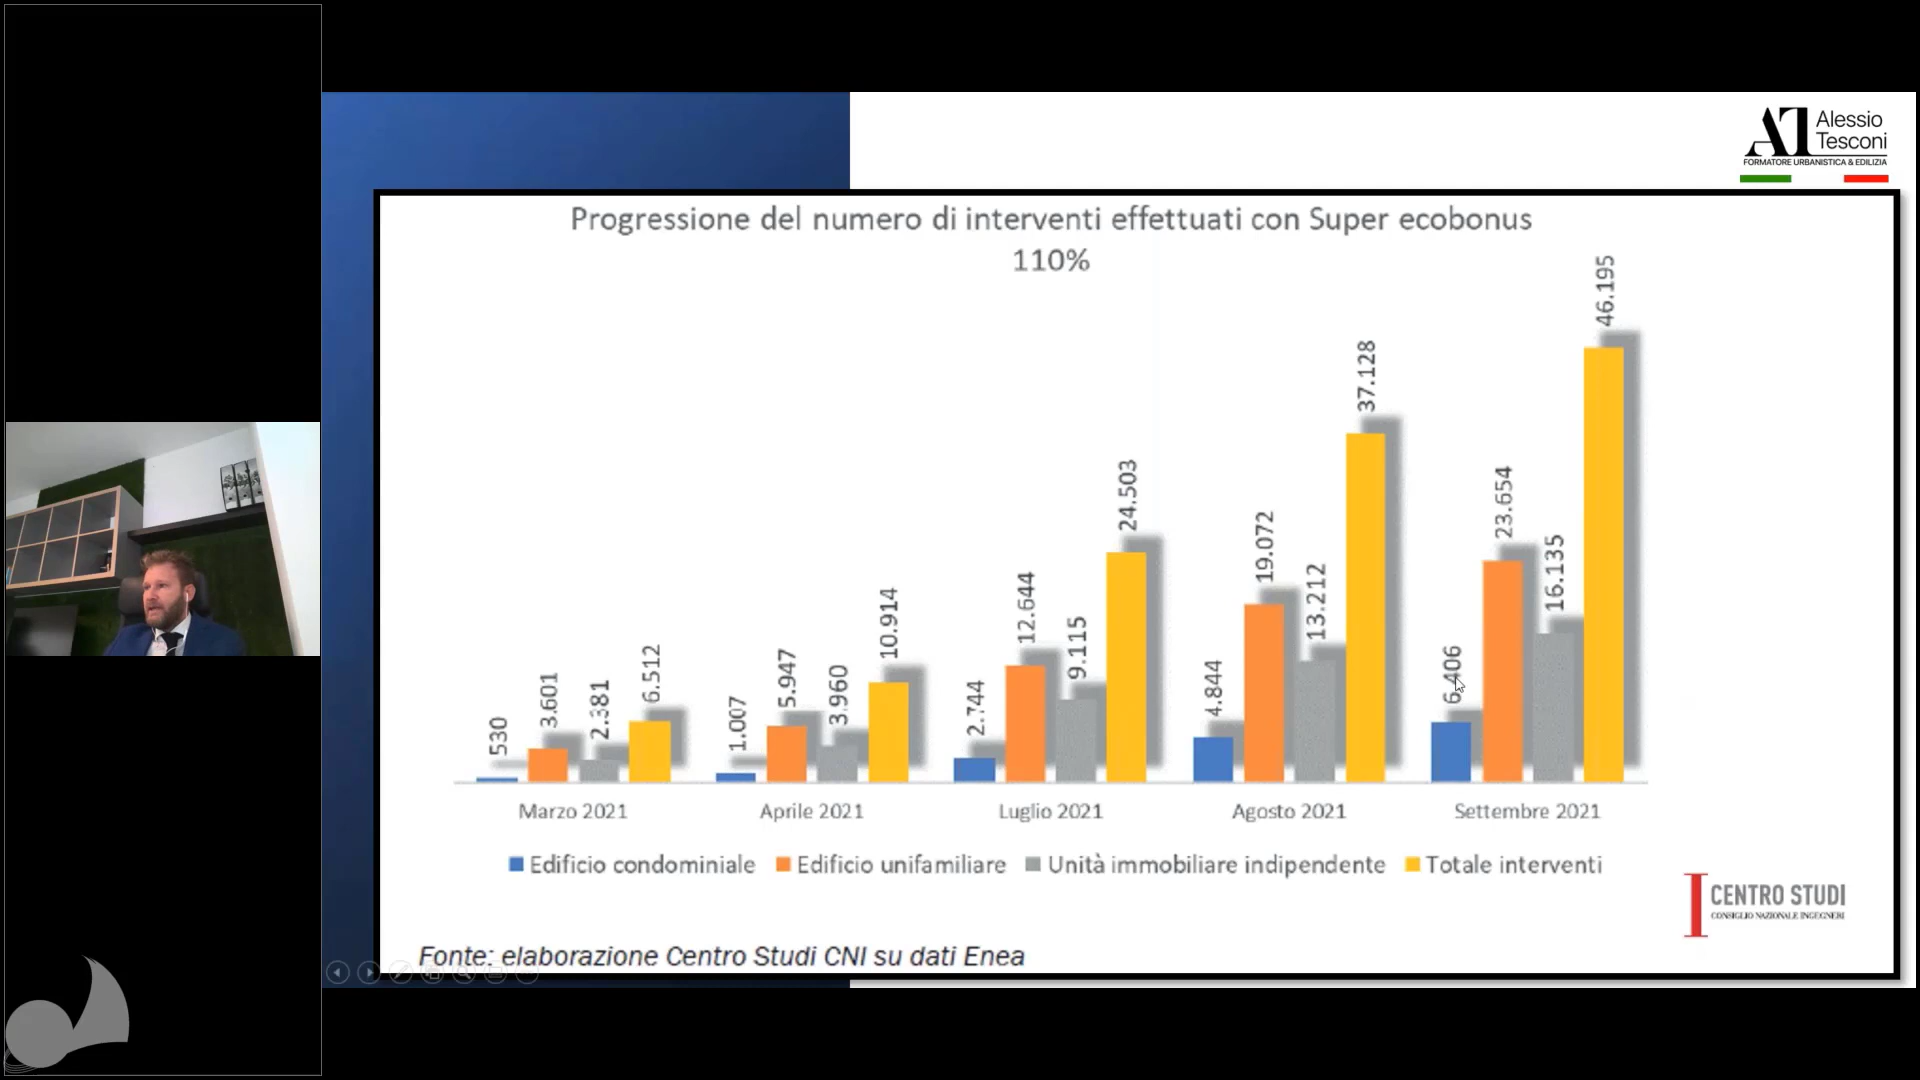 Alessio
Tesconi
FORMATORE URBANISTICA & EDILIZIA
Progressione del numero di interventi effettuati con Super ecobonus
110%
530
3.601
2.381
6.512
1.007
5.947
3.960
10.914
2.744
12.644
9.115
24.503
4.844
19.072
13.212
37.128
6.406
23.654
16.135
46.195
Marzo 2021
Aprile 2021
Luglio 2021
Agosto 2021
Settembre 2021
Edificio condominiale
Edificio unifamiliare
Unità immobiliare indipendente
Totale interventi
CENTRO STUDI
CONSIGLIO NAZIONALE INGEGNERI
Fonte: elaborazione Centro Studi CNI su dati Enea